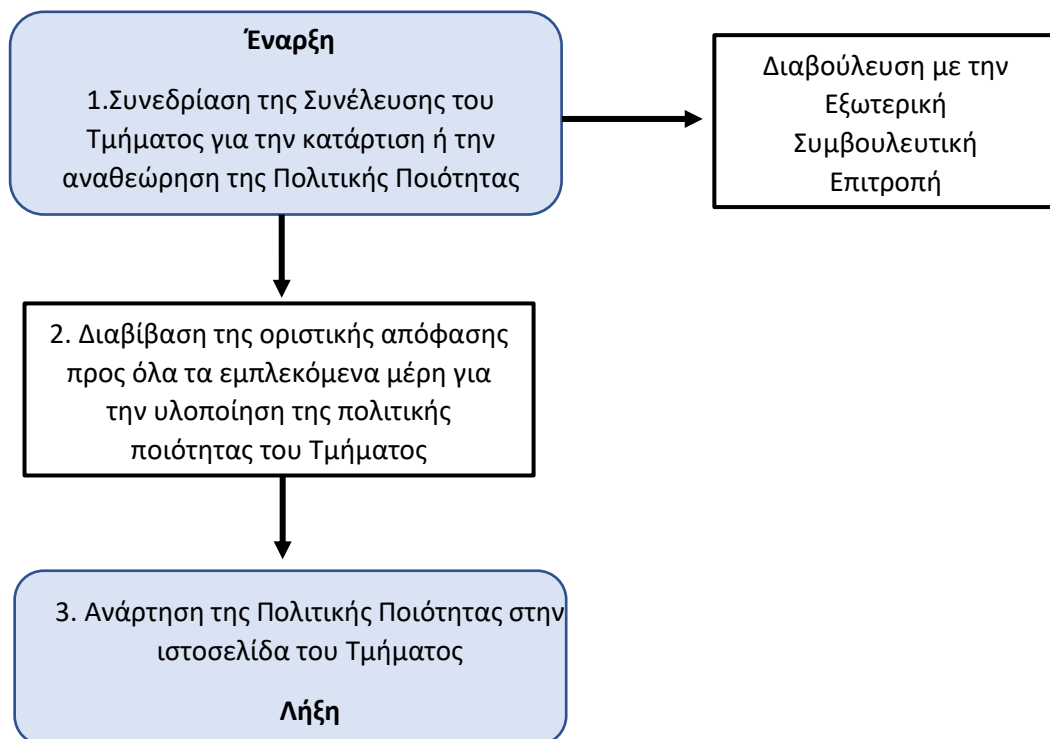 Έναρξη
1.Συνεδρίαση της Συνέλευσης του
Τμήματος για την κατάρτιση ή την
αναθεώρηση της Πολιτικής Ποιότητας
Διαβούλευση με την
Εξωτερική
Συμβουλευτική
Επιτροπή
2. Διαβίβαση της οριστικής απόφασης
προς όλα τα εμπλεκόμενα μέρη για
την υλοποίηση της πολιτικής
ποιότητας του Τμήματος
3. Ανάρτηση της Πολιτικής Ποιότητας στην
ιστοσελίδα του Τμήματος
Λήξη